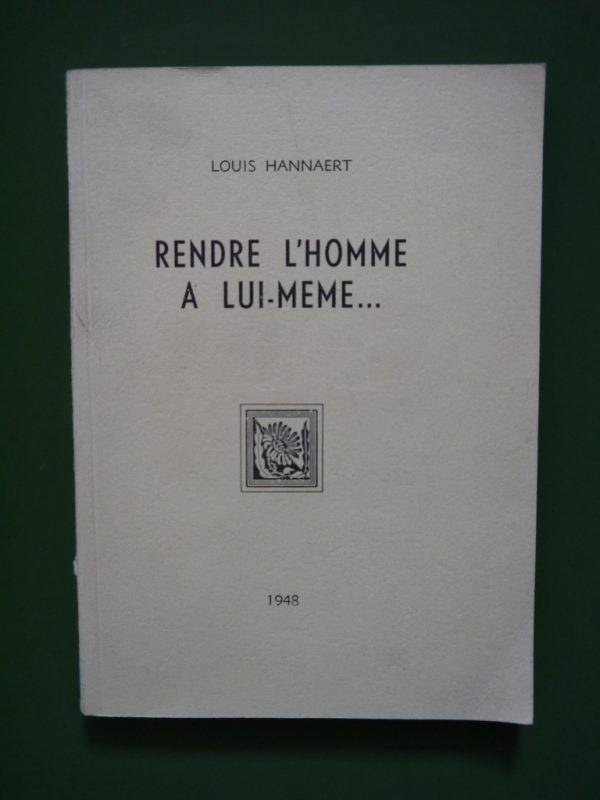 LOUIS HANNAERT
RENDRE L'HOMME
A LUI-MEME...
1948